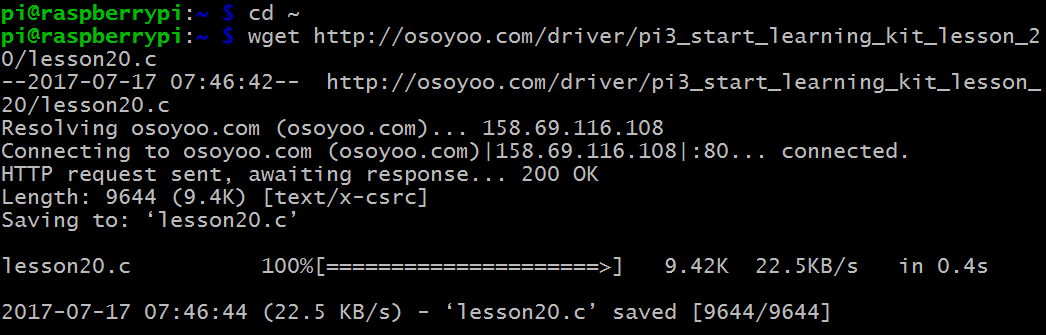 pi@raspberrypi:~ $ cd ~
pi@raspberrypi:~ $ wget http://osoyoo.com/driver/pi3_start_learning_kit_lesson_2
0/lesson20.c
--2017-07-17 07:46:42--  http://osoyoo.com/driver/pi3_start_learning_kit_lesson_
20/lesson20.c
Resolving osoyoo.com (osoyoo.com)... 158.69.116.108
Connecting to osoyoo.com (osoyoo.com)|158.69.116.108|:80... connected.
HTTP request sent, awaiting response... 200 OK
Length: 9644 (9.4K) [text/x-csrc]
Saving to: ‘lesson20.c’
lesson20.c          100%[=====================>]   9.42K  22.5KB/s   in 0.4s
2017-07-17 07:46:44 (22.5 KB/s) - ‘lesson20.c’ saved [9644/9644]